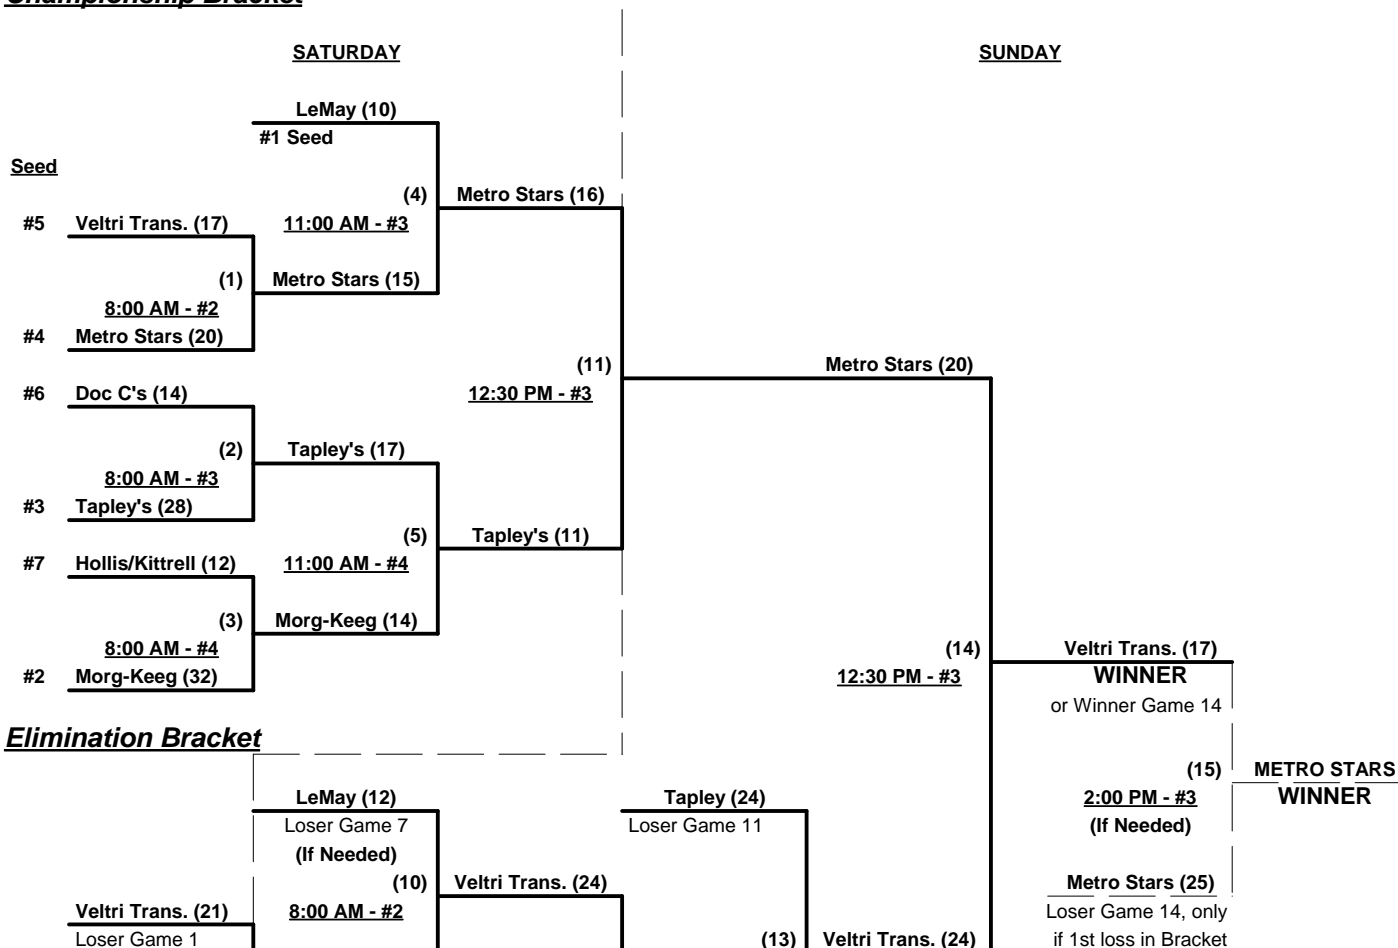 Championship Bracket
SATURDAY
SUNDAY
LeMay (10)
#1 Seed
Seed
(4)
Metro Stars (16)
#5
Veltri Trans. (17)
11:00 AM - #3
(1)
Metro Stars (15)
8:00 AM - #2
#4
Metro Stars (20)
(11)
Metro Stars (20)
12:30 PM - #3
#6
Doc C's (14)
(2)
Tapley's (17)
8:00 AM - #3
#3
Tapley's (28)
(5)
Tapley's (11)
#7
Hollis/Kittrell (12)
11:00 AM - #4
(3)
Morg-Keeg (14)
8:00 AM - #4
#2
Morg-Keeg (32)
(14)
Veltri Trans. (17)
12:30 PM - #3
WINNER
or Winner Game 14
Elimination Bracket
(15)
METRO STARS
2:00 PM - #3
WINNER
(If Needed)
LeMay (12)
Loser Game 7
(If Needed)
Tapley (24)
Loser Game 11
(10)
Veltri Trans. (24)
8:00 AM - #2
Metro Stars (25)
Loser Game 14, only
if 1st loss in Bracket
Veltri Trans. (21)
Loser Game 1
(13)
Veltri Trans. (24)